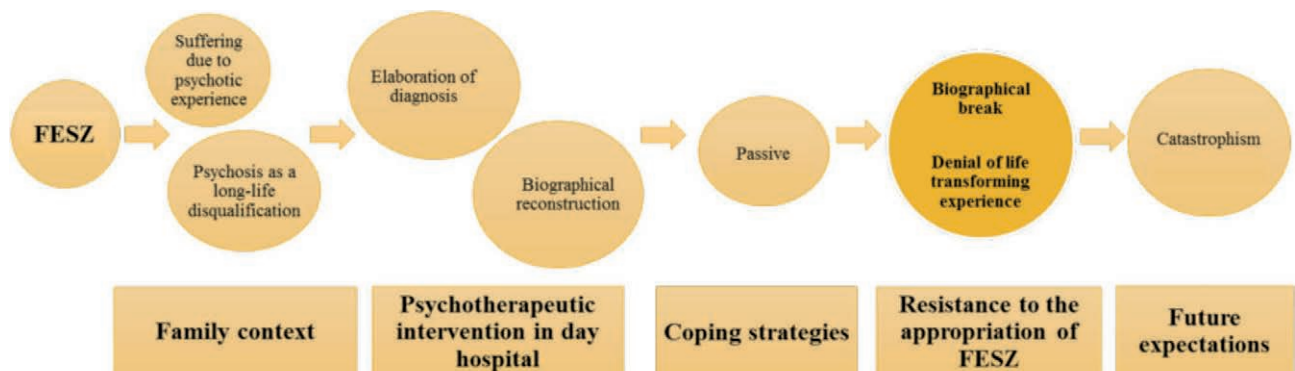 FESZ
Suffering
due to
psychotic
experience
Psychosis as a
long-life
disqualification
Elaboration of
diagnosis
Biographical
reconstruction
Passive
Biographical
break
Denial of life
transforming
experience
Catastrophism
Family context
Psychotherapeutic
intervention in day
hospital
Coping strategies
Resistance to the
appropriation of
FESZ
Future
expectations